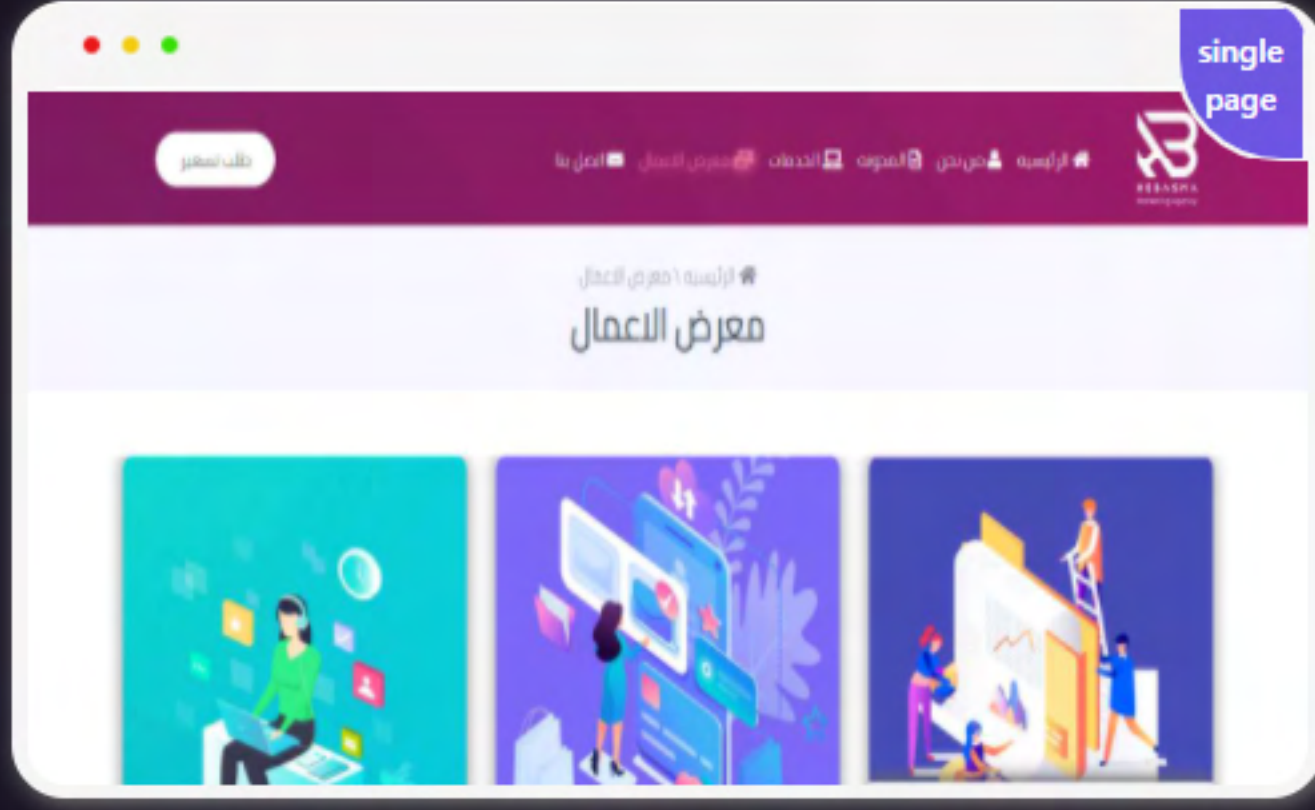 single
page
الرئيسية من نحن المدونة الخدمات معرض الاعمال اتصل بنا
طلب تسعير
الرئيسية \ معرض الاعمال
معرض الاعمال